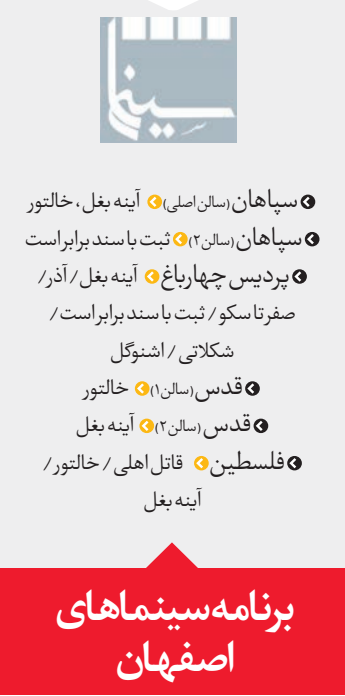 سینما
سپاهان (سالن اصلی) آینه بغل، خالتور
سپاهان (سالن ۲) ثبت با سند برابر است
پردیس چهارباغ آینه بغل / آذر /
صفر تا سکو / ثبت با سند برابر است /
شکلاتی / اشنوگل
قدس (سالن ۱) خالتور
قدس (سالن ۲) آینه بغل
فلسطین قاتل اهلی / خالتور /
آینه بغل
برنامه سینماهای
اصفهان